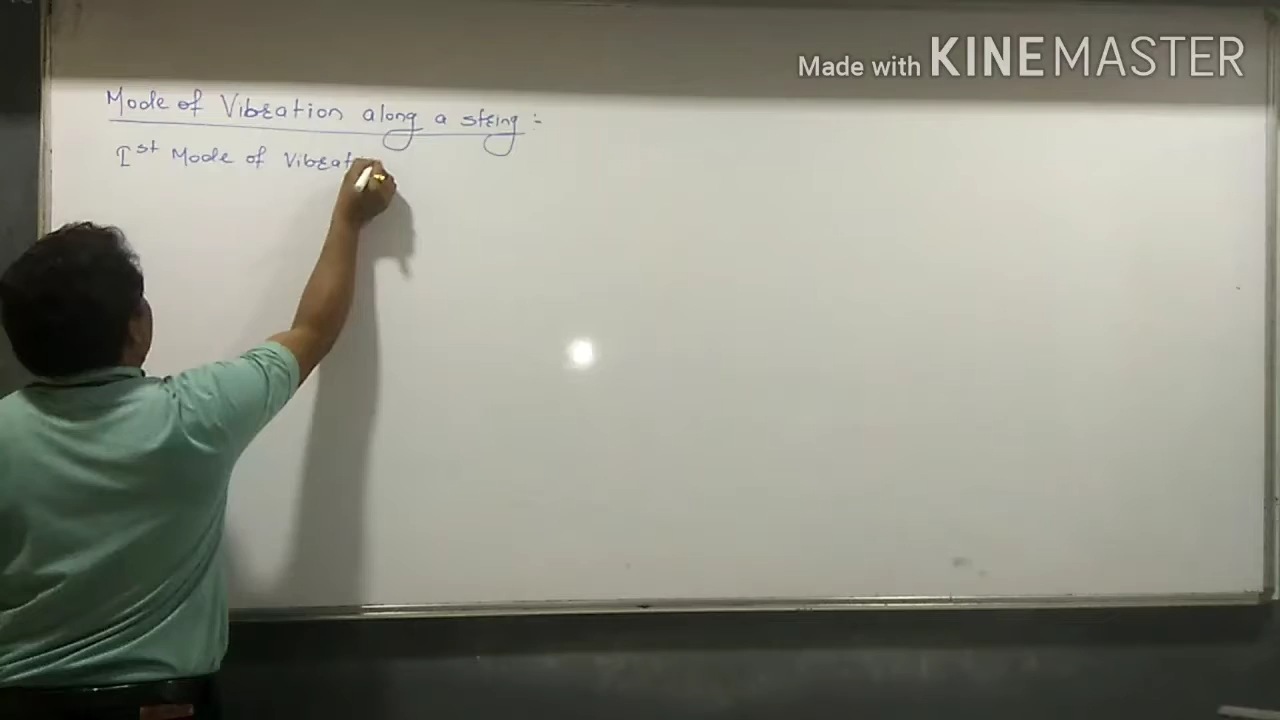 Made with KINEMASTER
Mode of Vibration along a string :-
Ist Mode of Vibrat